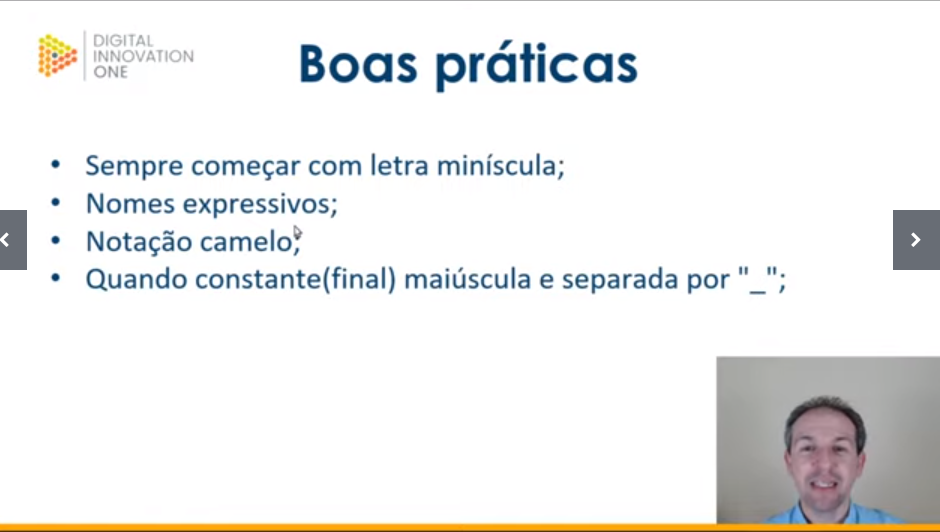 DIGITAL
INNOVATION
ONE
Boas práticas
• Sempre começar com letra miníscula;
• Nomes expressivos;
• Notação camelo;
• Quando constante(final) maiúscula e separada por "_";